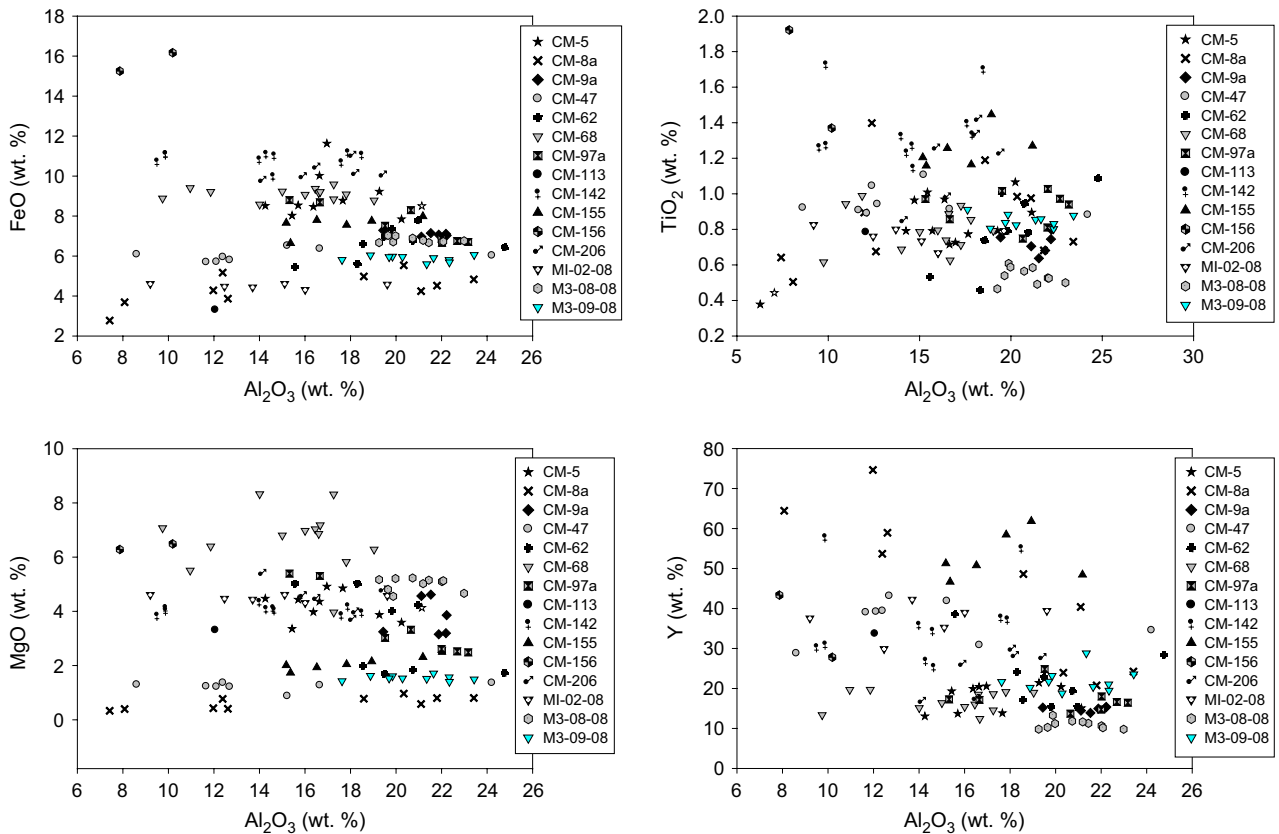 18
16
14
12
10
8
6
4
2
FeO (wt. %)
6 8 10 12 14 16 18 20 22 24 26
Al₂O₃ (wt. %)
CM-5
CM-8a
CM-9a
CM-47
CM-62
CM-68
CM-97a
CM-113
CM-142
CM-155
CM-156
CM-206
MI-02-08
M3-08-08
M3-09-08
2.0
1.8
1.6
1.4
1.2
1.0
0.8
0.6
0.4
0.2
TiO₂ (wt. %)
5 10 15 20 25 30
Al₂O₃ (wt. %)
CM-5
CM-8a
CM-9a
CM-47
CM-62
CM-68
CM-97a
CM-113
CM-142
CM-155
CM-156
CM-206
MI-02-08
M3-08-08
M3-09-08
10
8
6
4
2
0
MgO (wt. %)
6 8 10 12 14 16 18 20 22 24 26
Al₂O₃ (wt. %)
CM-5
CM-8a
CM-9a
CM-47
CM-62
CM-68
CM-97a
CM-113
CM-142
CM-155
CM-156
CM-206
MI-02-08
M3-08-08
M3-09-08
80
70
60
50
40
30
20
10
0
Y (wt. %)
6 8 10 12 14 16 18 20 22 24 26
Al₂O₃ (wt. %)
CM-5
CM-8a
CM-9a
CM-47
CM-62
CM-68
CM-97a
CM-113
CM-142
CM-155
CM-156
CM-206
MI-02-08
M3-08-08
M3-09-08